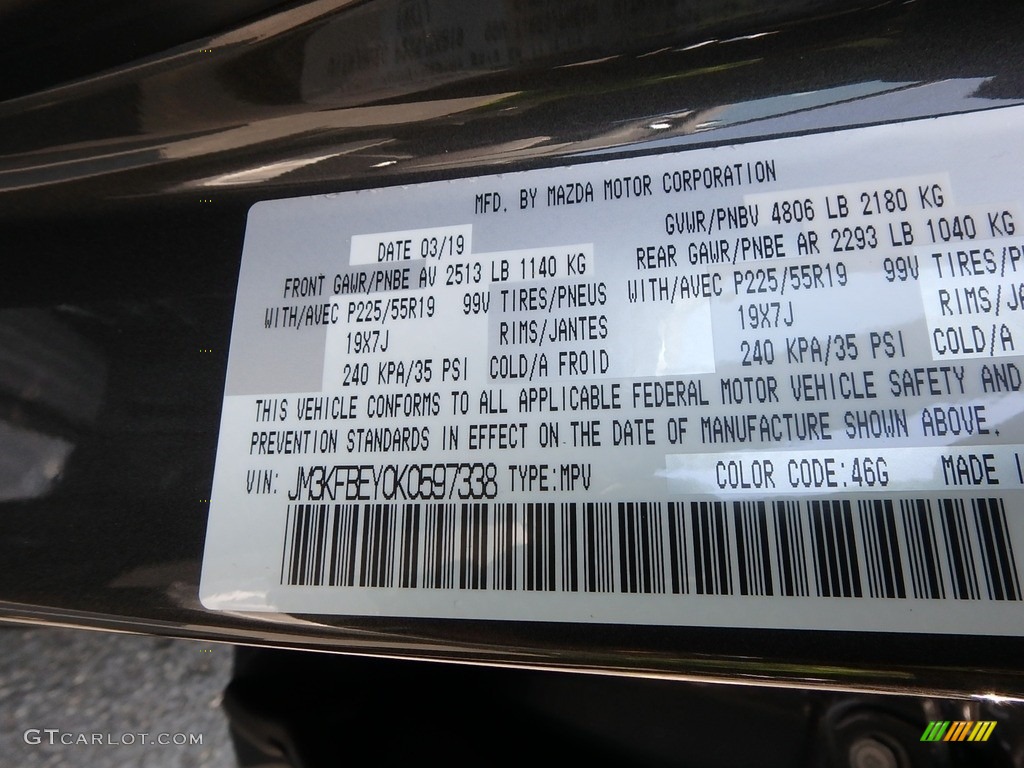 MFD. BY MAZDA MOTOR CORPORATION
DATE 03/19 GVWR/PNBV 4806 LB 2180 KG
FRONT GAWR/PNBE AV 2513 LB 1140 KG REAR GAWR/PNBE AR 2293 LB 1040 KG
WITH/AVEC P225/55R19 99V TIRES/PNEUS WITH/AVEC P225/55R19 99V TIRES/P
19X7J RIMS/JANTES 19X7J RIMS/JA
240 KPA/35 PSI COLD/A FROID 240 KPA/35 PSI COLD/A
THIS VEHICLE CONFORMS TO ALL APPLICABLE FEDERAL MOTOR VEHICLE SAFETY AND
PREVENTION STANDARDS IN EFFECT ON THE DATE OF MANUFACTURE SHOWN ABOVE.
VIN: JM3KFBEY0K0597338 TYPE:MPV COLOR CODE:46G MADE I
GTCARLOT.COM